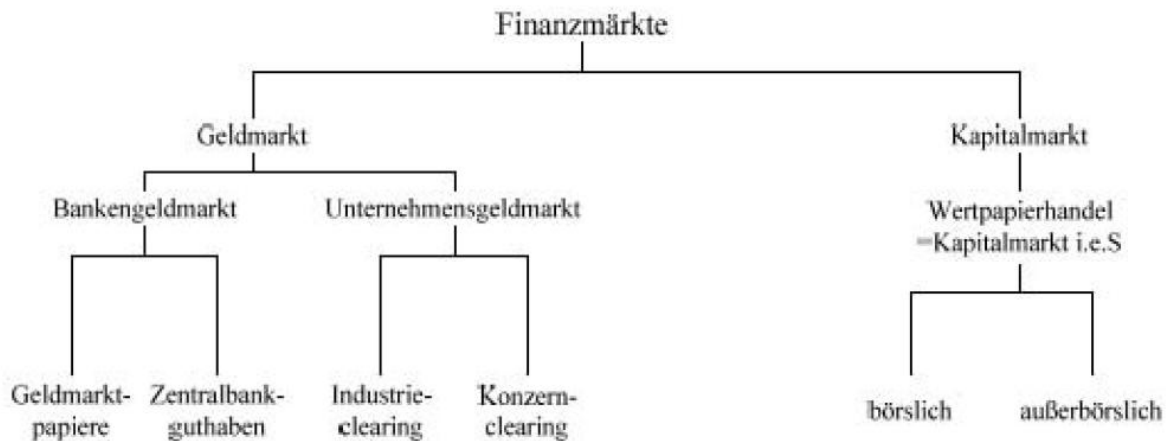 Finanzmärkte
Geldmarkt
Kapitalmarkt
Bankengeldmarkt
Unternehmensgeldmarkt
Wertpapierhandel
=Kapitalmarkt i.e.S
Geldmarkt-
papiere
Zentralbank-
guthaben
Industrie-
clearing
Konzern-
clearing
börslich
außerbörslich